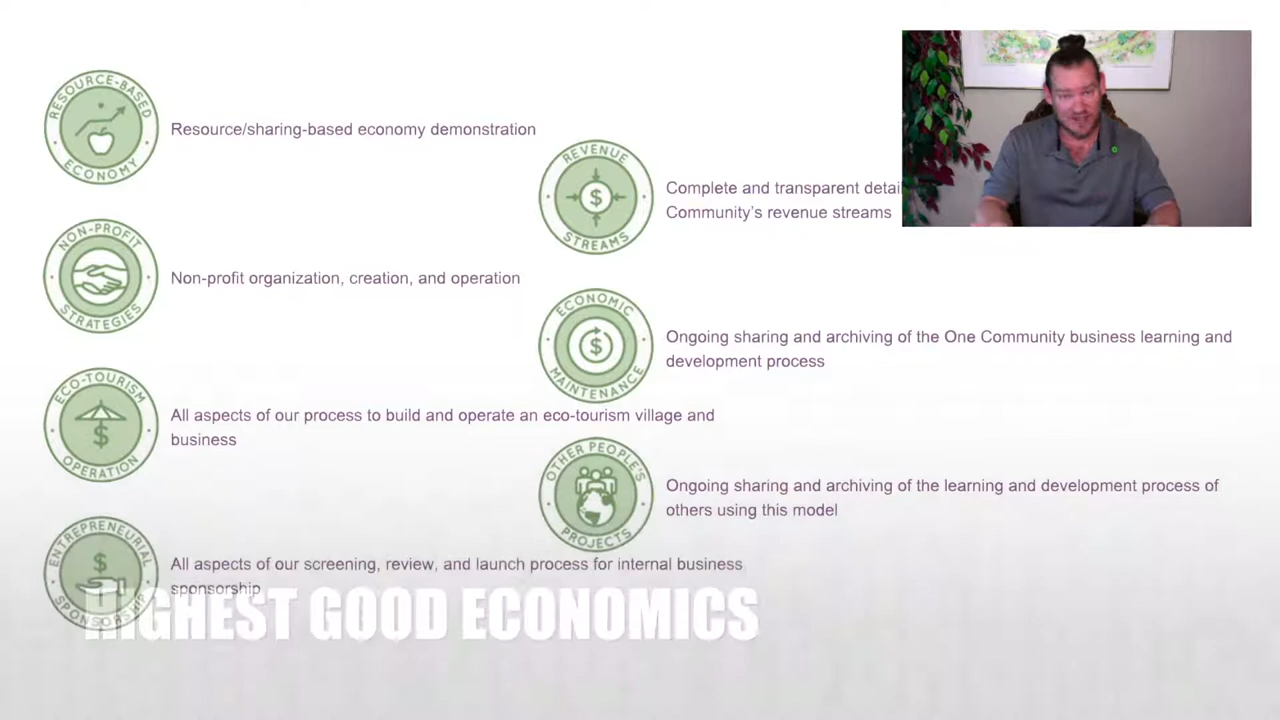 RESOURCE-BASED
ECONOMY
Resource/sharing-based economy demonstration
NON-PROFIT
STRATEGIES
Non-profit organization, creation, and operation
ECO-TOURISM
$
OPERATION
All aspects of our process to build and operate an eco-tourism village and
business
ENTREPRENEURIAL
$
SPONSORSHIP
All aspects of our screening, review, and launch process for internal business
sponsorship
REVENUE
$
STREAMS
Complete and transparent
Community’s revenue streams
ECONOMIC
$
MAINTENANCE
Ongoing sharing and archiving of the One Community business learning and
development process
OTHER PEOPLE'S
PROJECTS
Ongoing sharing and archiving of the learning and development process of
others using this model
HIGHEST GOOD ECONOMICS